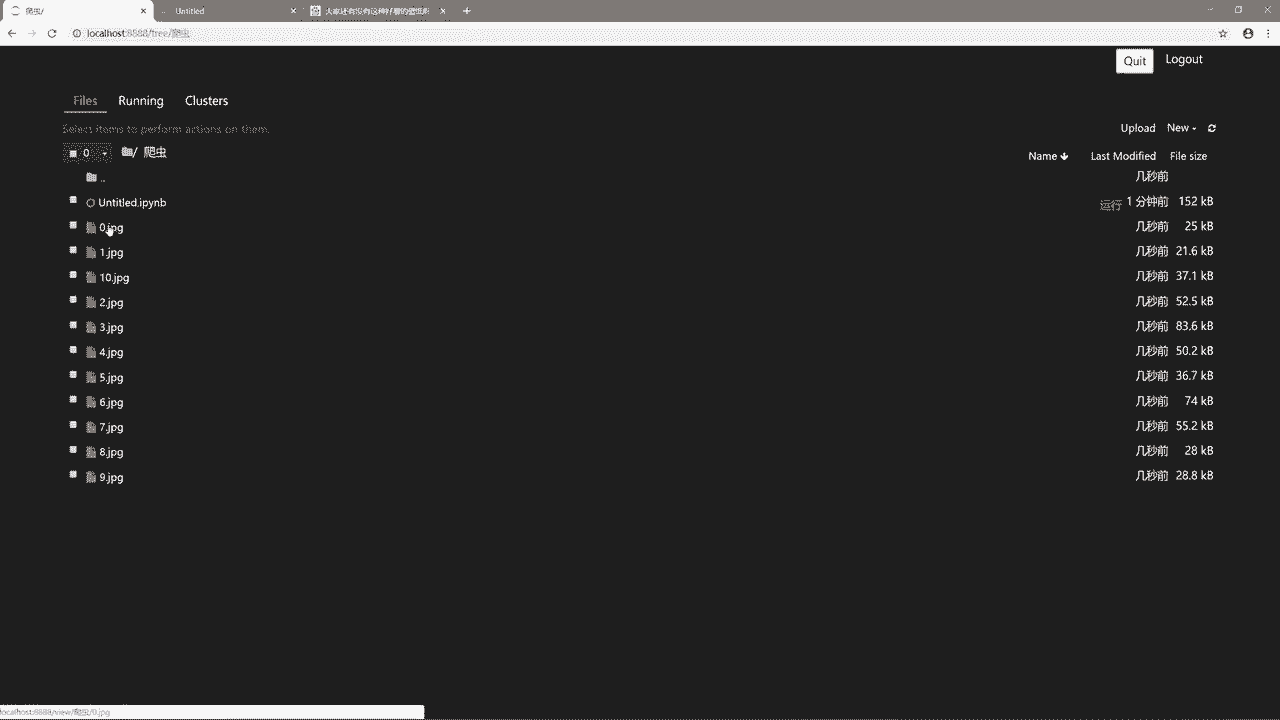 爬虫/
Untitled
大家还有没有这种好看的壁纸
localhost:8888/tree/爬虫
Quit
Logout
Files
Running
Clusters
Select items to perform actions on them.
Upload
New
0
/ 爬虫
Name
Last Modified
File size
..
几秒前
Untitled.ipynb
运行
1 分钟前
152 kB
0.jpg
几秒前
25 kB
1.jpg
几秒前
21.6 kB
10.jpg
几秒前
37.1 kB
2.jpg
几秒前
52.5 kB
3.jpg
几秒前
83.6 kB
4.jpg
几秒前
50.2 kB
5.jpg
几秒前
36.7 kB
6.jpg
几秒前
74 kB
7.jpg
几秒前
55.2 kB
8.jpg
几秒前
28 kB
9.jpg
几秒前
28.8 kB
localhost:8888/view/爬虫/0.jpg